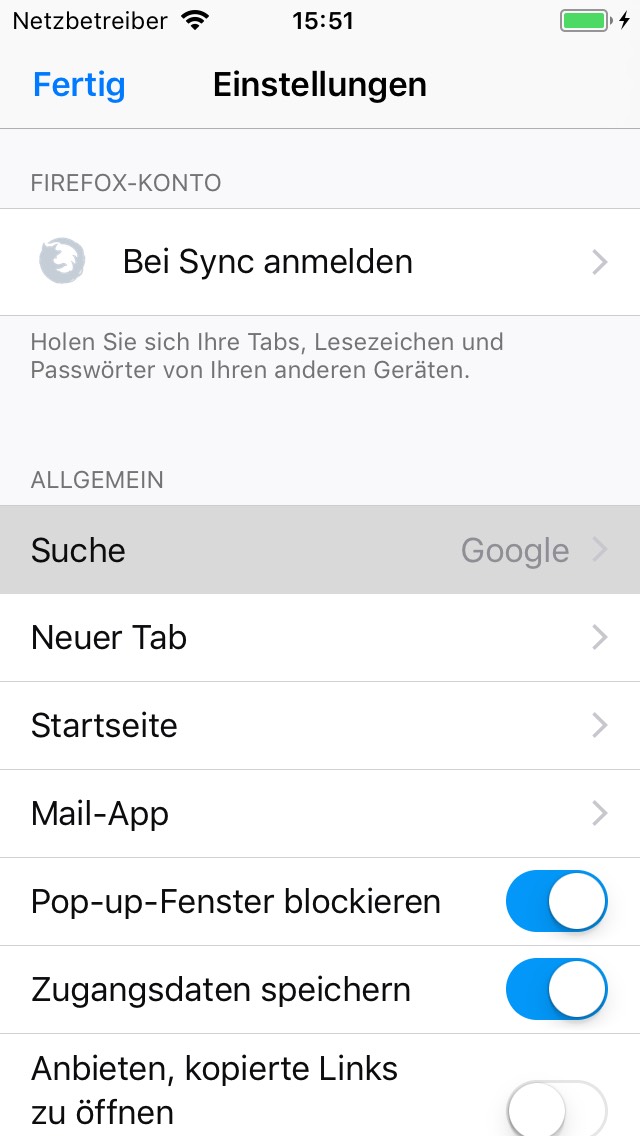 Netzbetreiber 15:51
Fertig Einstellungen
FIREFOX-KONTO
Bei Sync anmelden
Holen Sie sich Ihre Tabs, Lesezeichen und
Passwörter von Ihren anderen Geräten.
ALLGEMEIN
Suche Google
Neuer Tab
Startseite
Mail-App
Pop-up-Fenster blockieren
Zugangsdaten speichern
Anbieten, kopierte Links
zu öffnen